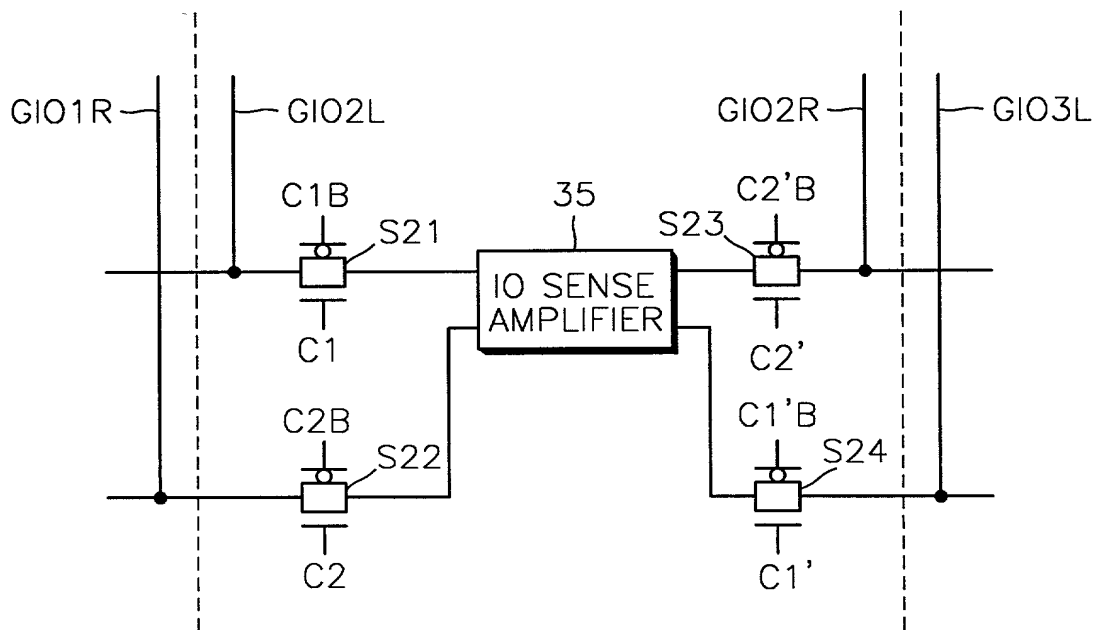 GIO1R
GIO2L
GIO2R
GIO3L
C1B
S21
35
S23
C2'B
IO SENSE
AMPLIFIER
C1
C2'
C2B
S22
C1'B
S24
C2
C1'